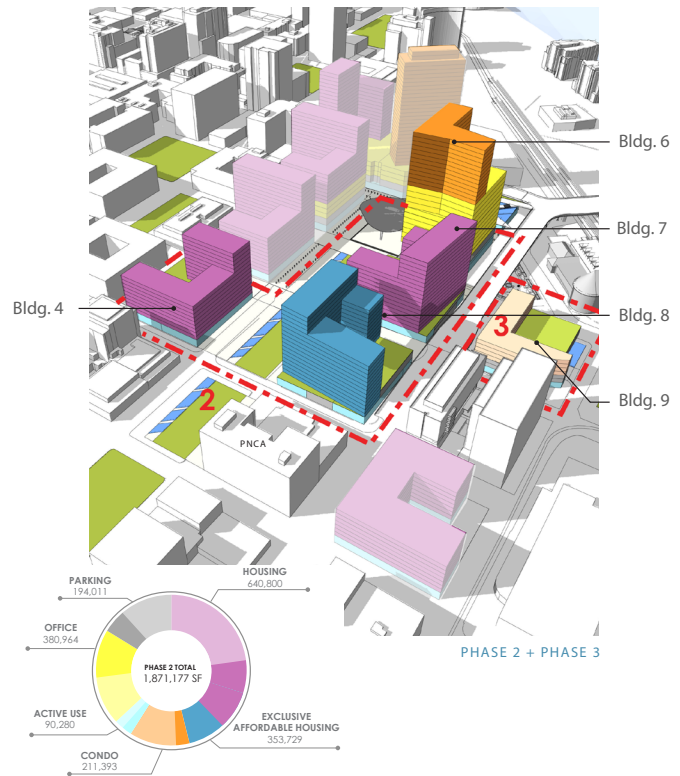 Bldg. 6
Bldg. 7
Bldg. 4
Bldg. 8
3
Bldg. 9
2
PNCA
PHASE 2 + PHASE 3
HOUSING
640,800
PARKING
194,011
OFFICE
380,964
PHASE 2 TOTAL
1,871,177 SF
ACTIVE USE
90,280
EXCLUSIVE
AFFORDABLE HOUSING
353,729
CONDO
211,393